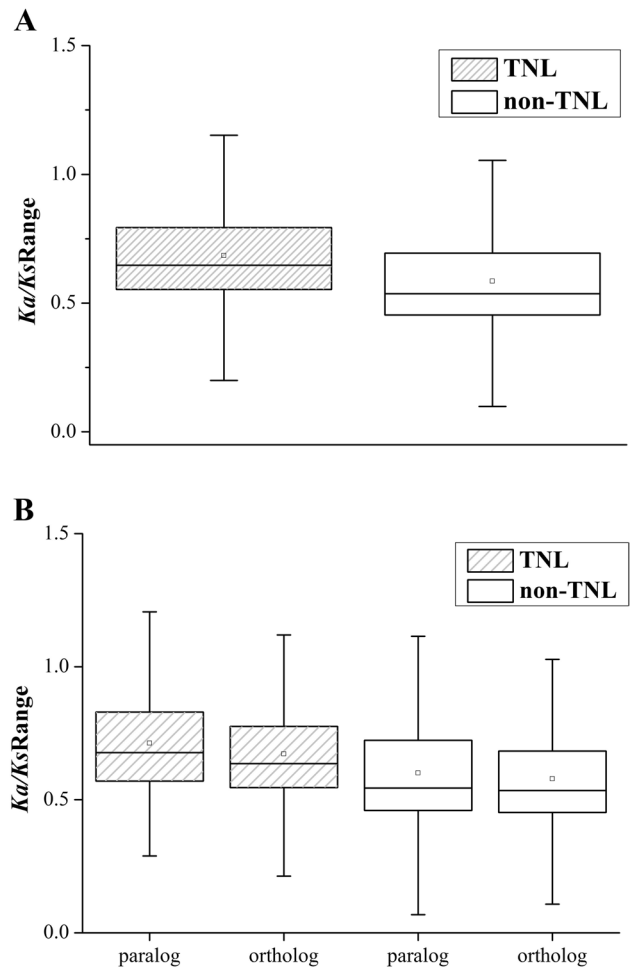 A
1.5
1.0
0.5
0.0
Ka/KsRange
TNL
non-TNL
B
1.5
1.0
0.5
0.0
Ka/KsRange
TNL
non-TNL
paralog ortholog paralog ortholog